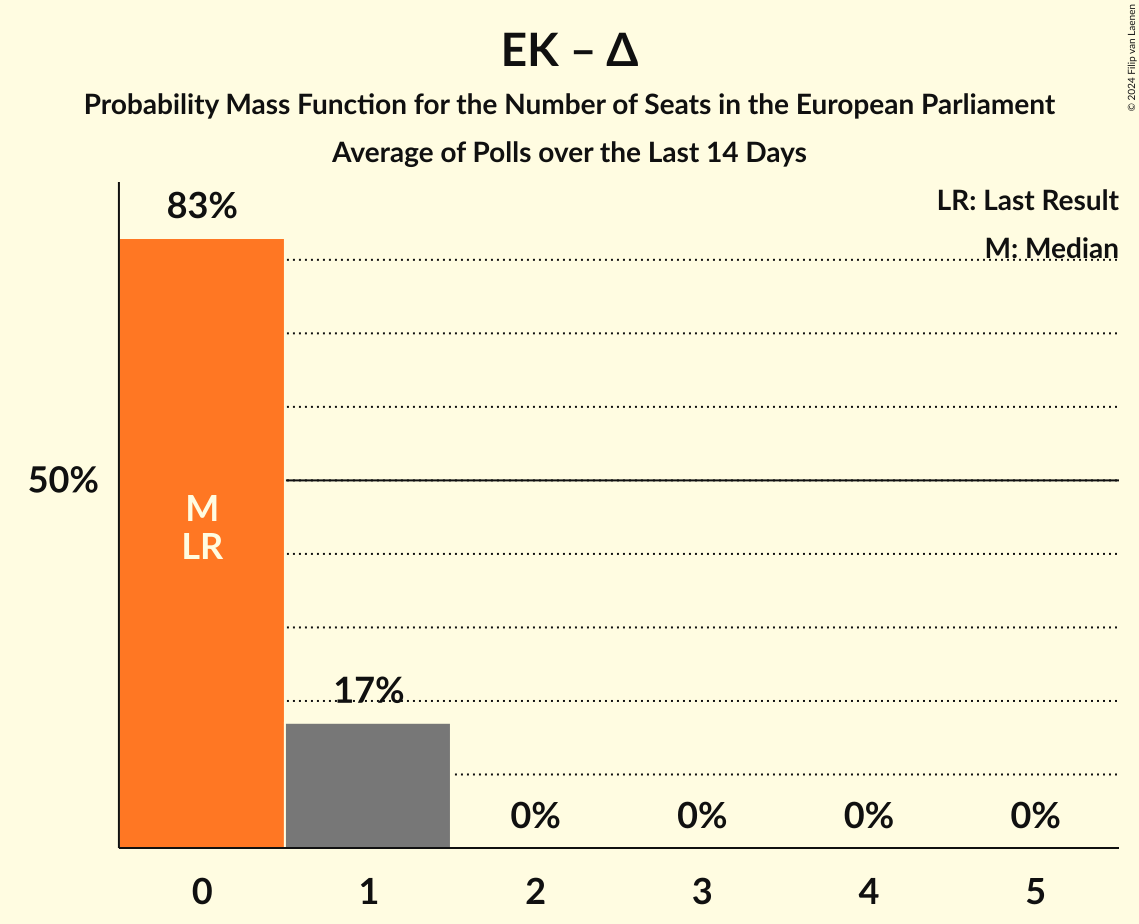 EK – Δ
Probability Mass Function for the Number of Seats in the European Parliament
Average of Polls over the Last 14 Days
© 2024 Filip van Laenen
LR: Last Result
M: Median
83%
50%
M
LR
17%
0% 0% 0% 0%
0 1 2 3 4 5